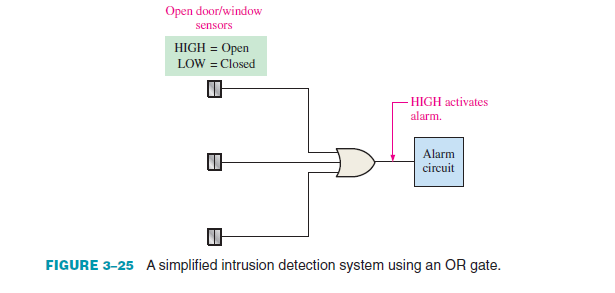 Open door/window
sensors
HIGH = Open
LOW = Closed
HIGH activates
alarm.
Alarm
circuit
FIGURE 3–25 A simplified intrusion detection system using an OR gate.